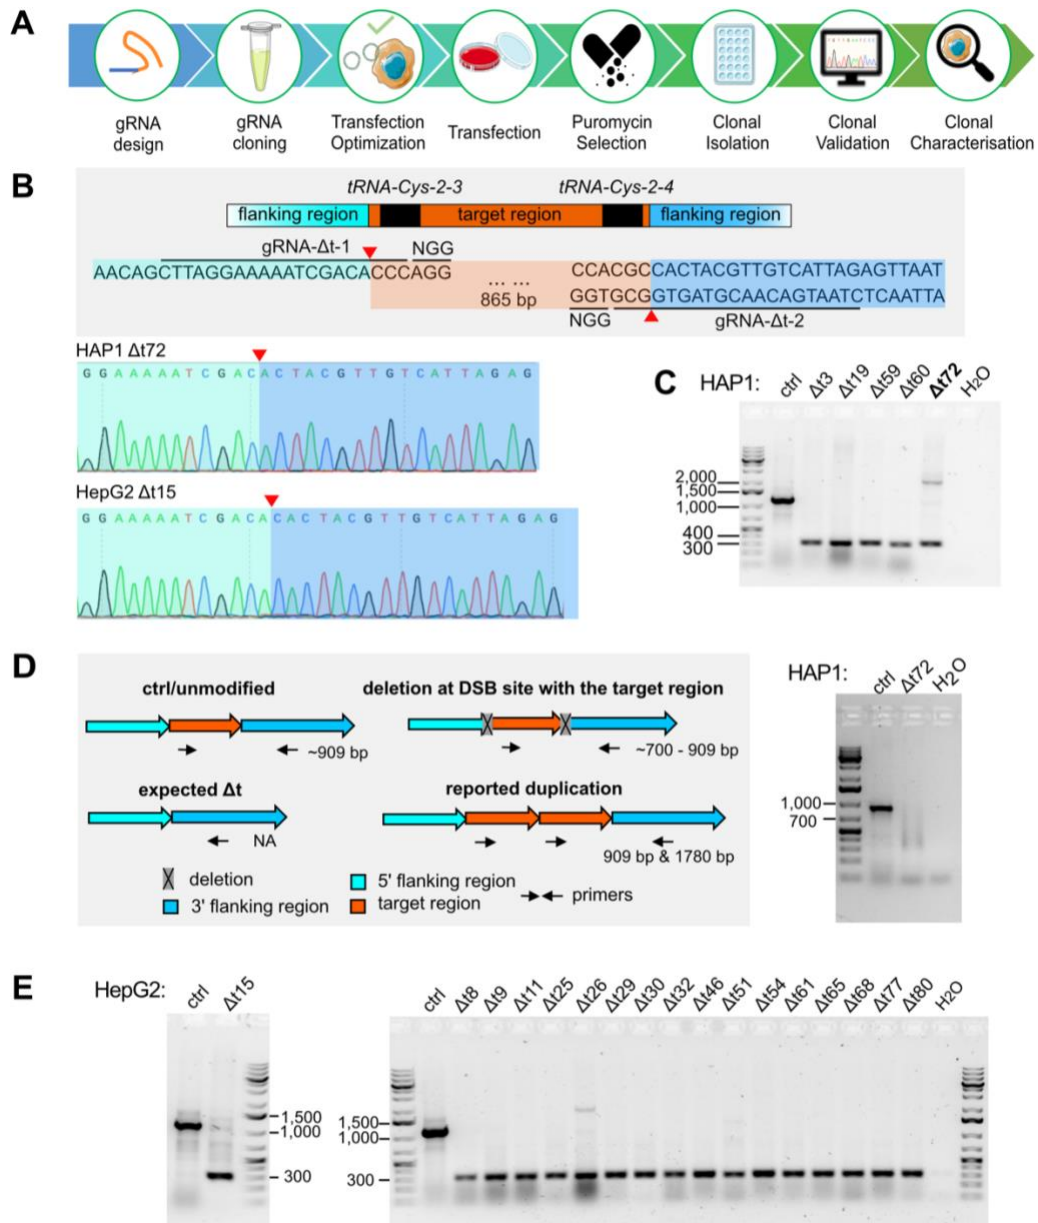 A
gRNA design
gRNA cloning
Transfection Optimization
Transfection
Puromycin Selection
Clonal Isolation
Clonal Validation
Clonal Characterisation
B
tRNA-Cys-2-3
tRNA-Cys-2-4
flanking region
target region
flanking region
gRNA-Δt-1
NGG
AACAGCTTAGGAAAAATCGACACCCAGG
... ...
865 bp
CCACGCCACTACGTTGTCATTAGAGTTAAT
GGTGCGGTGATGCAACAGTAATCTCAATTA
NGG
gRNA-Δt-2
HAP1 Δt72
G G A A A A A T C G A C A C T A C G T T G T C A T T A G A G
HepG2 Δt15
G G A A A A A T C G A C A C A C T A C G T T G T C A T T A G A G
C
HAP1:
ctrl
Δt3
Δt19
Δt59
Δt60
Δt72
H2O
2,000
1,500
1,000
400
300
D
ctrl/unmodified
~909 bp
deletion at DSB site with the target region
~700 - 909 bp
expected Δt
NA
reported duplication
909 bp & 1780 bp
deletion
5' flanking region
3' flanking region
target region
primers
HAP1:
ctrl
Δt72
H2O
1,000
700
E
HepG2:
ctrl
Δt15
1,500
1,000
300
ctrl
Δt8
Δt9
Δt11
Δt25
Δt26
Δt29
Δt30
Δt32
Δt46
Δt51
Δt54
Δt61
Δt65
Δt68
Δt77
Δt80
H2O
1,500
1,000
300